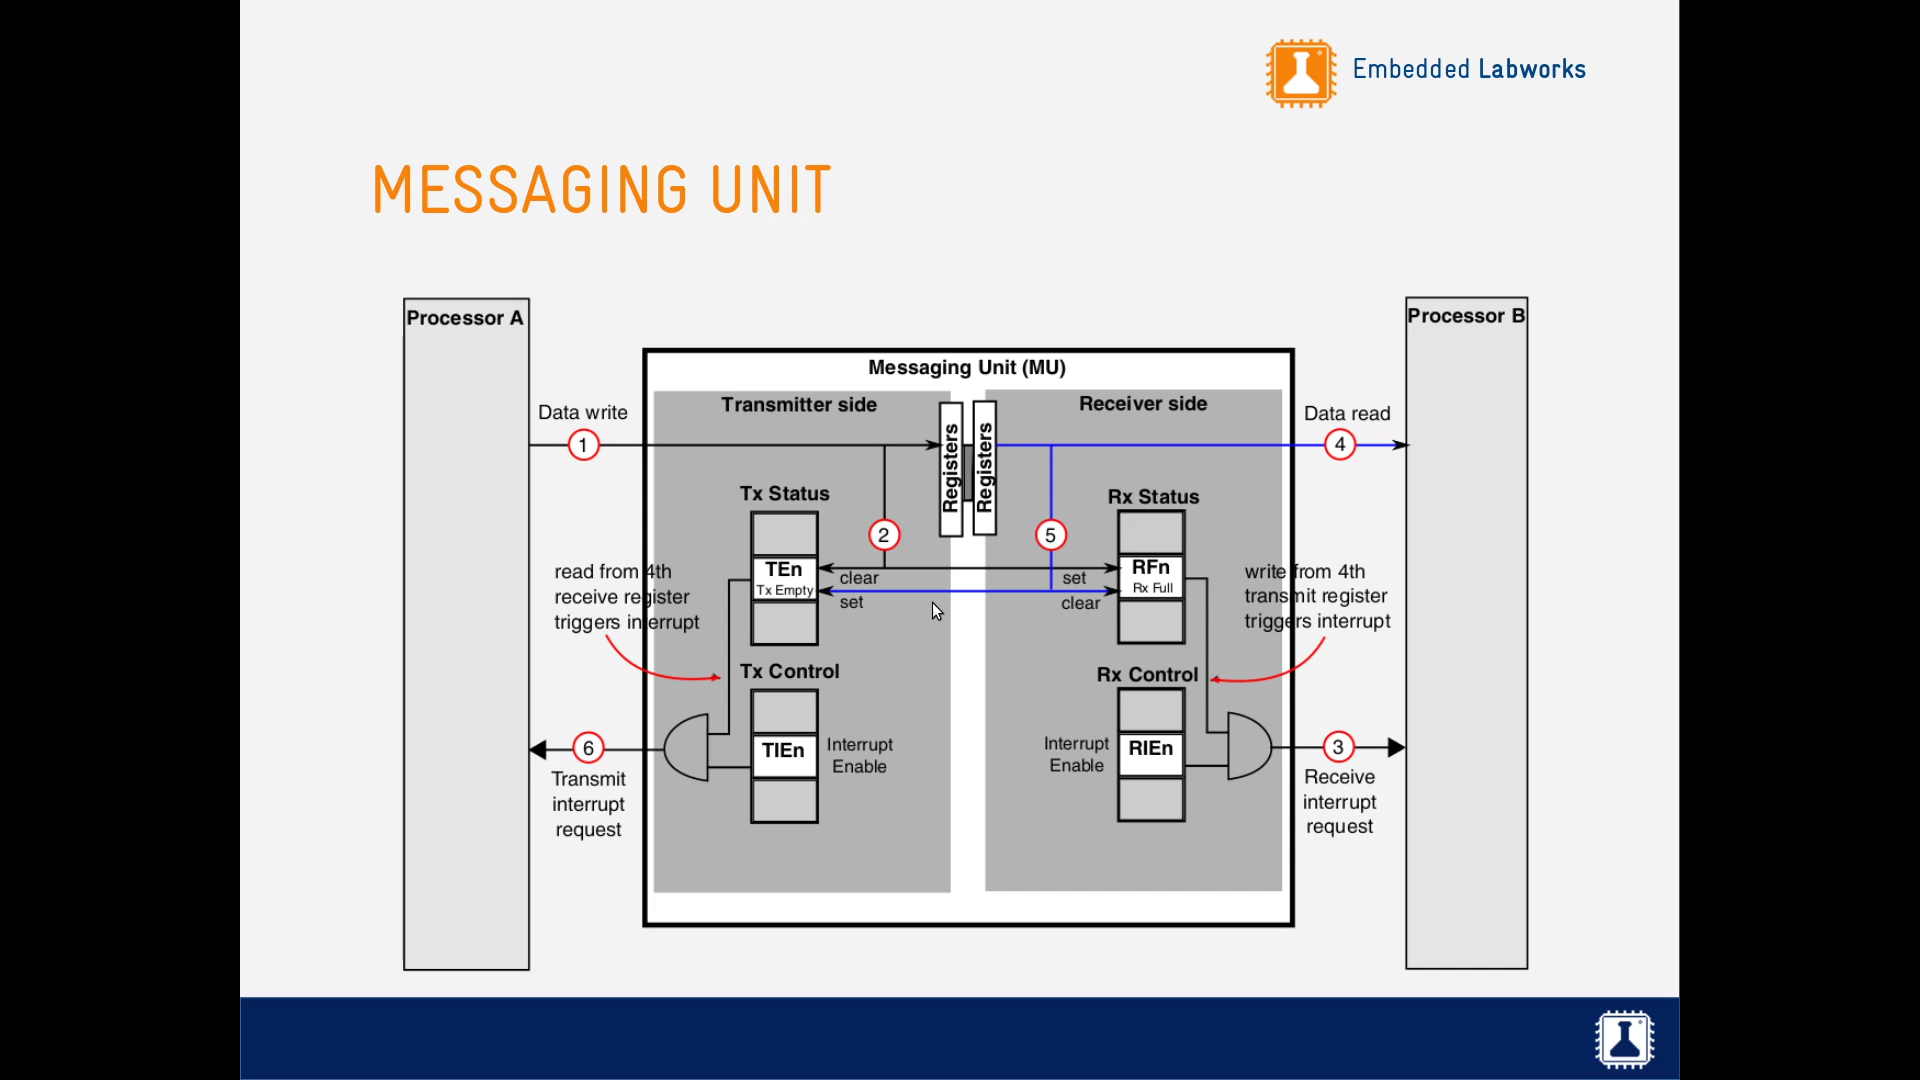 Embedded Labworks
MESSAGING UNIT
Processor A
Processor B
Messaging Unit (MU)
Transmitter side
Receiver side
Data write
1
Registers
Registers
Data read
4
Tx Status
2
5
Rx Status
TEn
Tx Empty
clear
set
set
clear
RFn
Rx Full
read from 4th
receive register
triggers interrupt
write from 4th
transmit register
triggers interrupt
Tx Control
Rx Control
TIEn
Interrupt
Enable
Interrupt
Enable
RIEn
6
Transmit
interrupt
request
3
Receive
interrupt
request